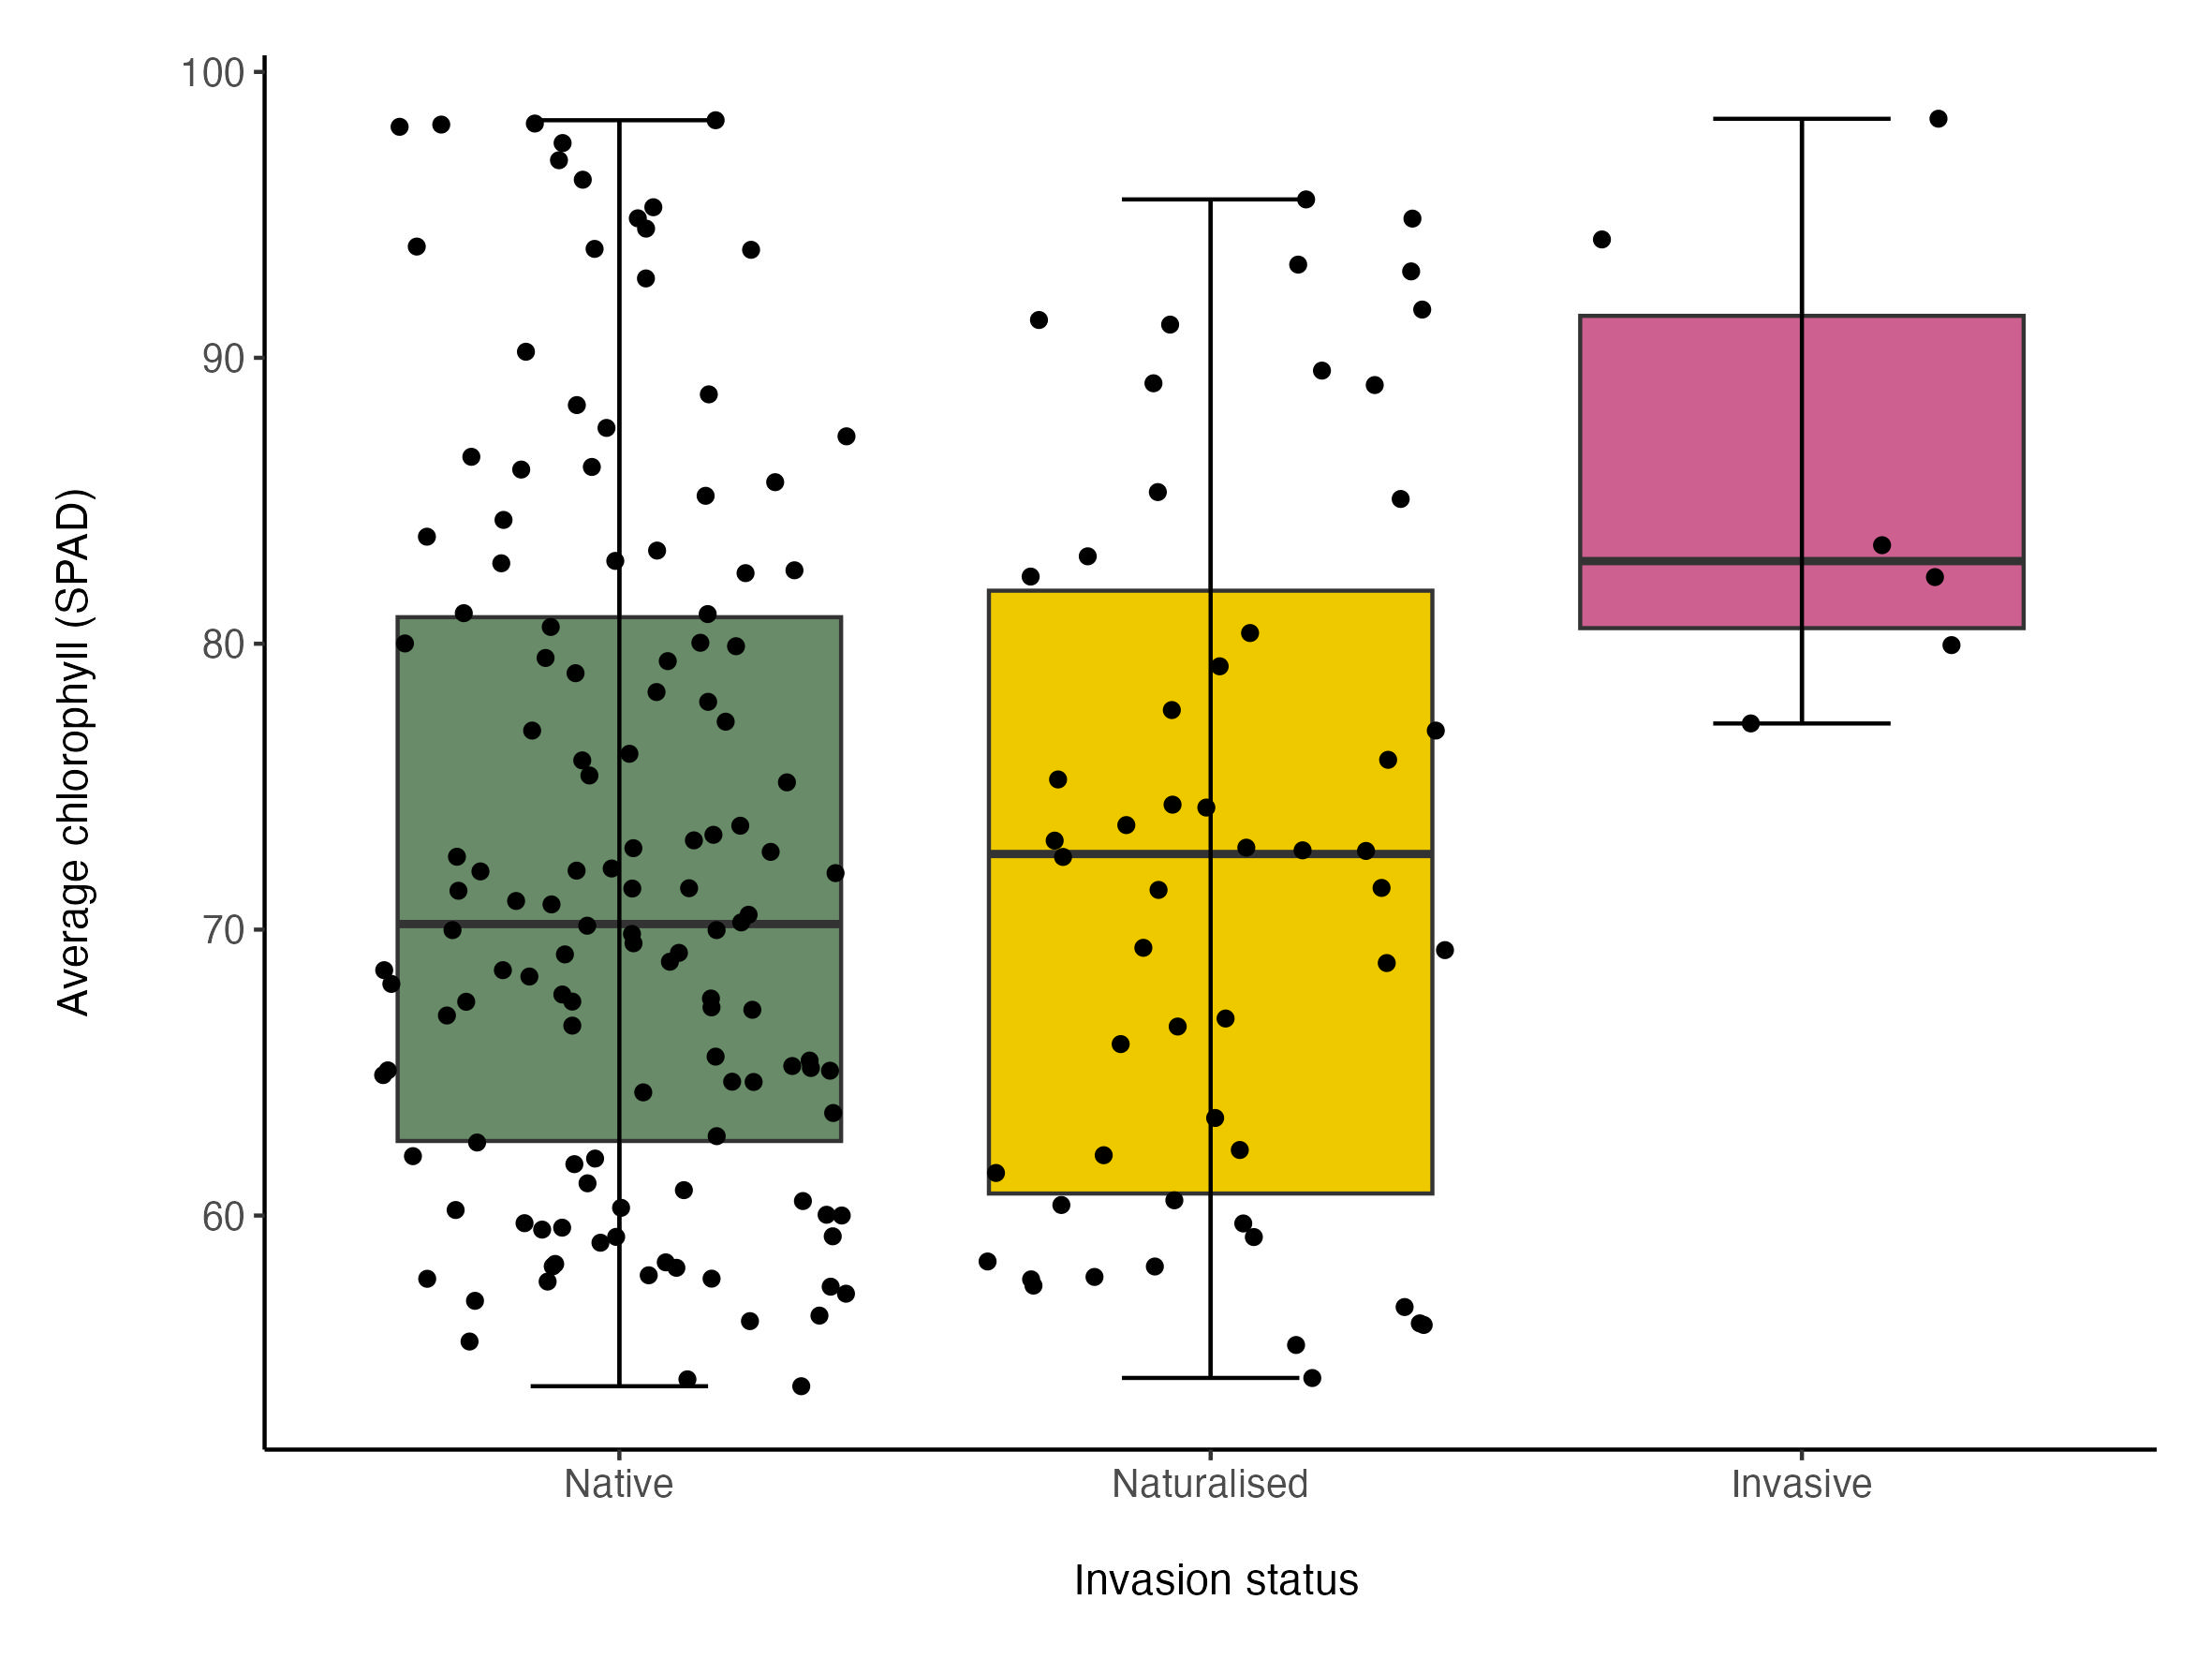 100
90
80
70
60
Average chlorophyll (SPAD)
Native
Naturalised
Invasive
Invasion status